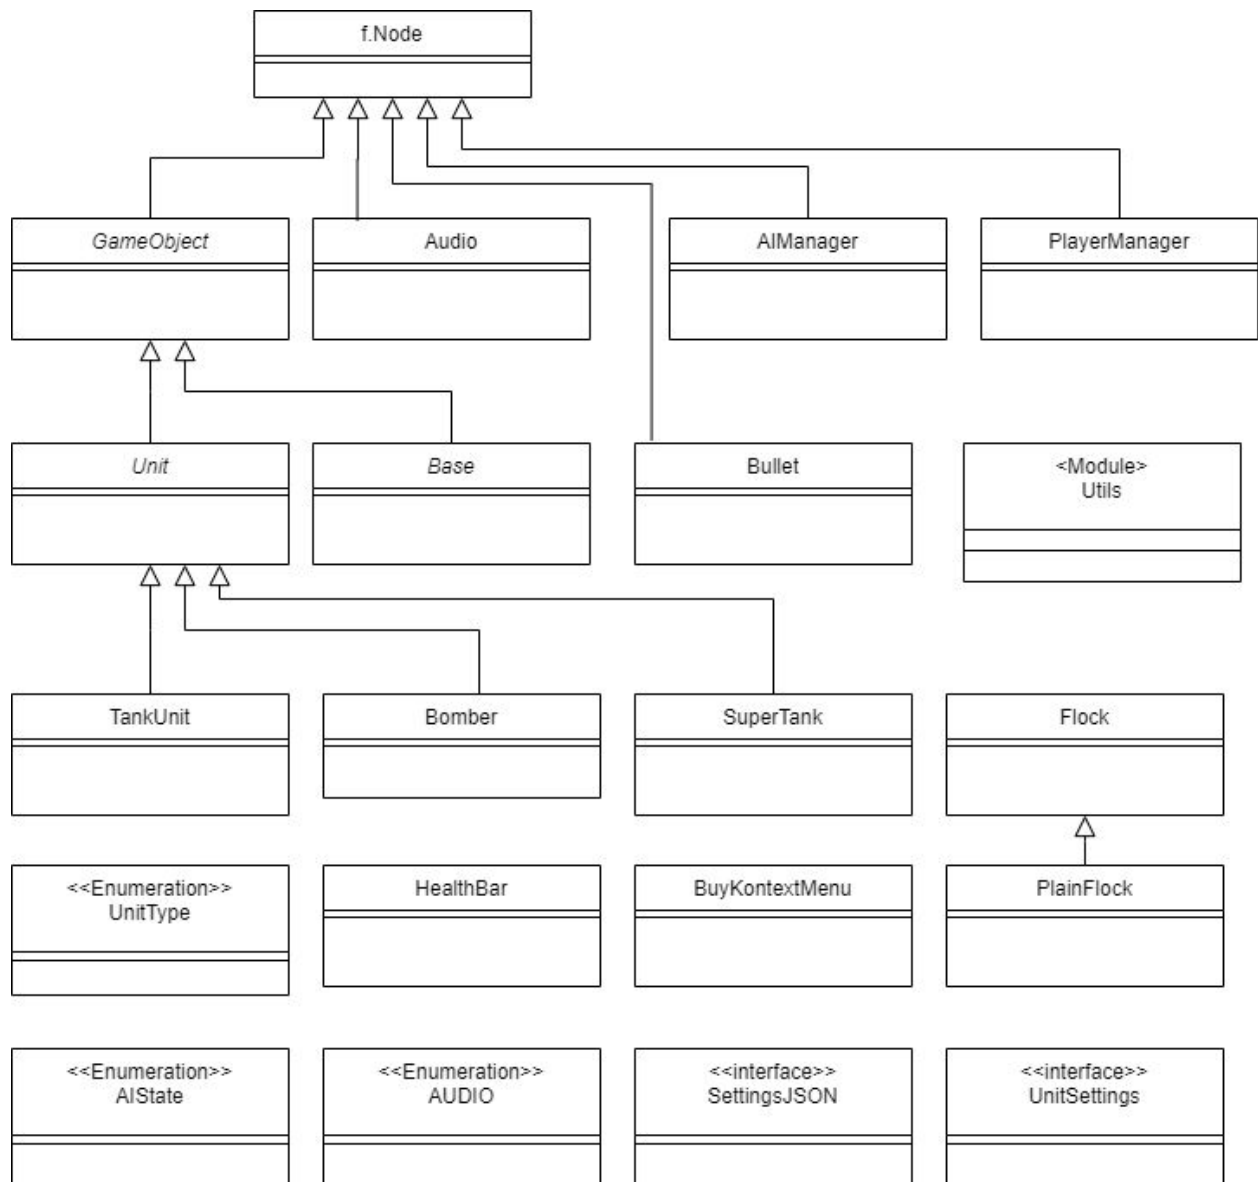 f.Node
GameObject
Audio
AIManager
PlayerManager
Unit
Base
Bullet
<Module>
Utils
TankUnit
Bomber
SuperTank
Flock
<<Enumeration>>
UnitType
HealthBar
BuyKontextMenu
PlainFlock
<<Enumeration>>
AIState
<<Enumeration>>
AUDIO
<<interface>>
SettingsJSON
<<interface>>
UnitSettings